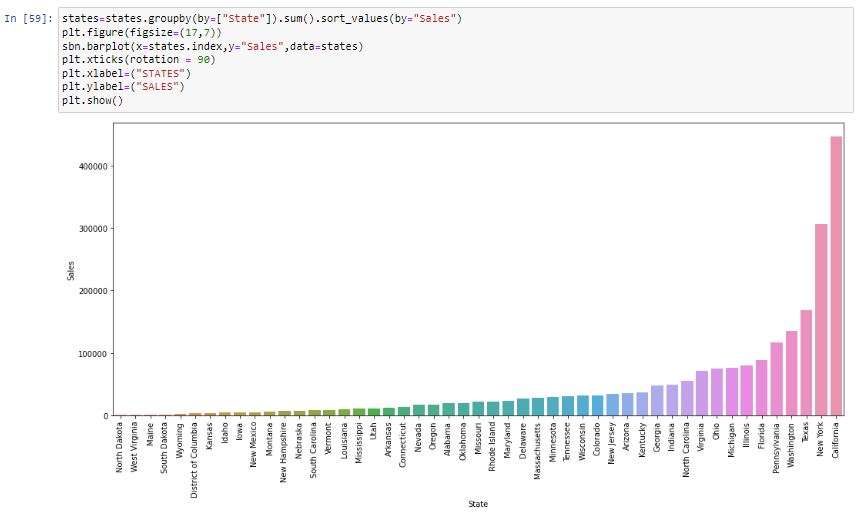 In [59]: states=states.groupby(by=["State"]).sum().sort_values(by="Sales")
plt.figure(figsize=(17,7))
sbn.barplot(x=states.index,y="Sales",data=states)
plt.xticks(rotation = 90)
plt.xlabel=("STATES")
plt.ylabel=("SALES")
plt.show()
400000
300000
200000
100000
0
Sales
North Dakota
West Virginia
Maine
South Dakota
Wyoming
District of Columbia
Kansas
Idaho
Iowa
New Mexico
Montana
New Hampshire
Nebraska
South Carolina
Vermont
Louisiana
Mississippi
Utah
Arkansas
Connecticut
Nevada
Oregon
Alabama
Oklahoma
Missouri
Rhode Island
Maryland
Delaware
Massachusetts
Minnesota
Tennessee
Wisconsin
Colorado
New Jersey
Arizona
Kentucky
Georgia
Indiana
North Carolina
Virginia
Ohio
Michigan
Illinois
Florida
Pennsylvania
Washington
Texas
New York
California
State